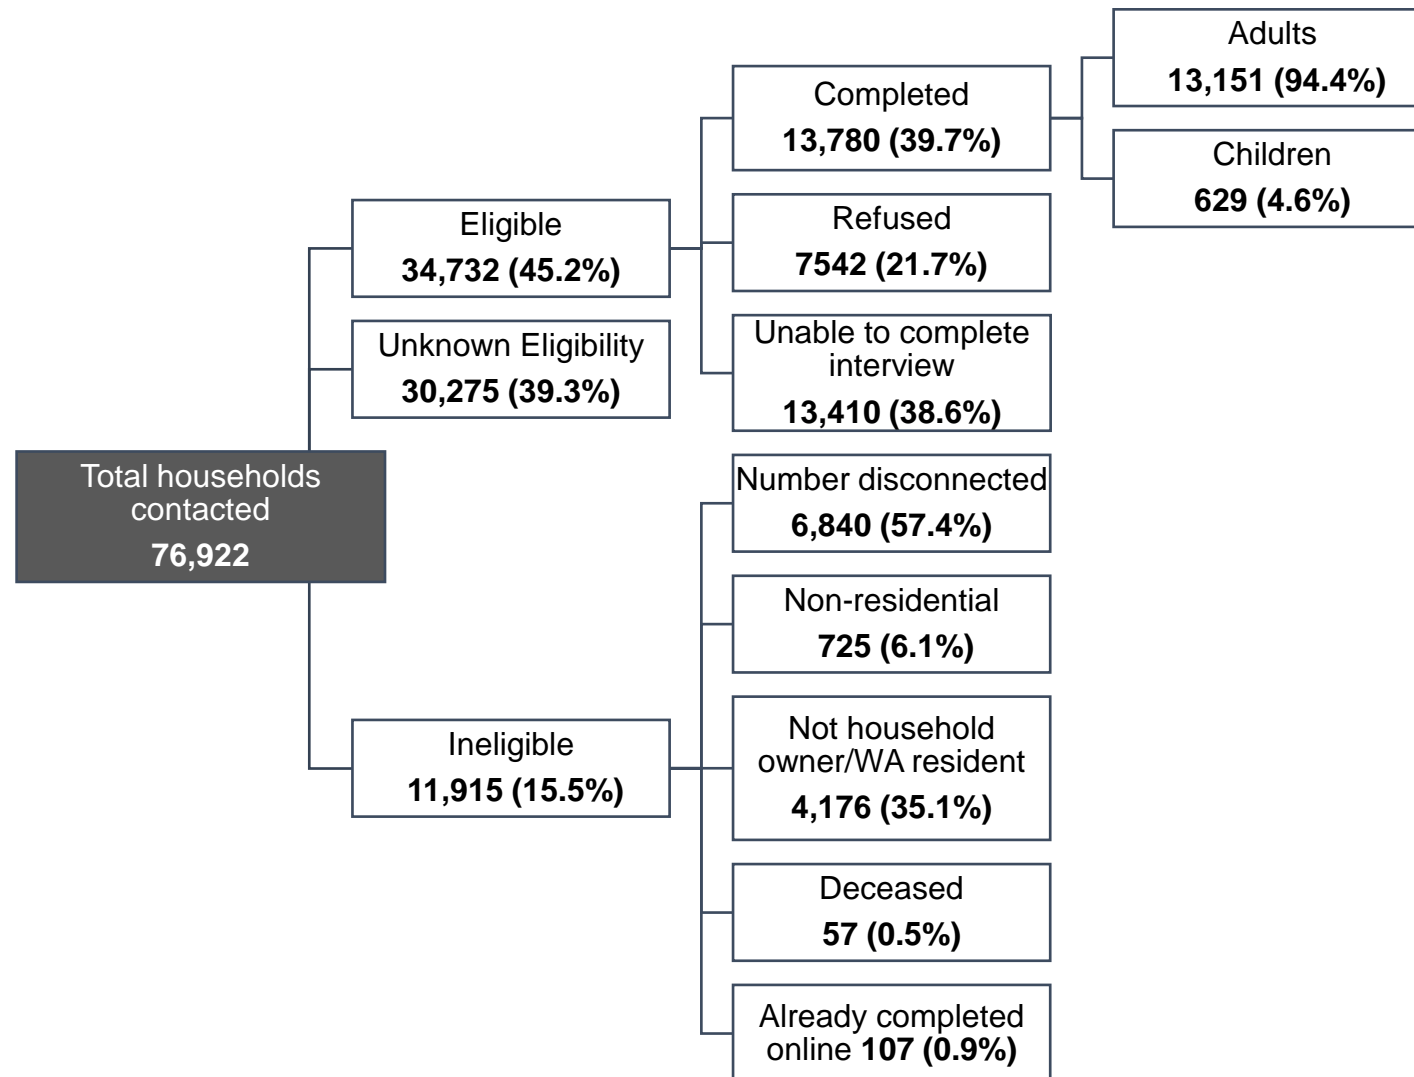 Total households
contacted
76,922
Eligible
34,732 (45.2%)
Completed
13,780 (39.7%)
Adults
13,151 (94.4%)
Children
629 (4.6%)
Refused
7542 (21.7%)
Unable to complete
interview
13,410 (38.6%)
Unknown Eligibility
30,275 (39.3%)
Ineligible
11,915 (15.5%)
Number disconnected
6,840 (57.4%)
Non-residential
725 (6.1%)
Not household
owner/WA resident
4,176 (35.1%)
Deceased
57 (0.5%)
Already completed
online 107 (0.9%)